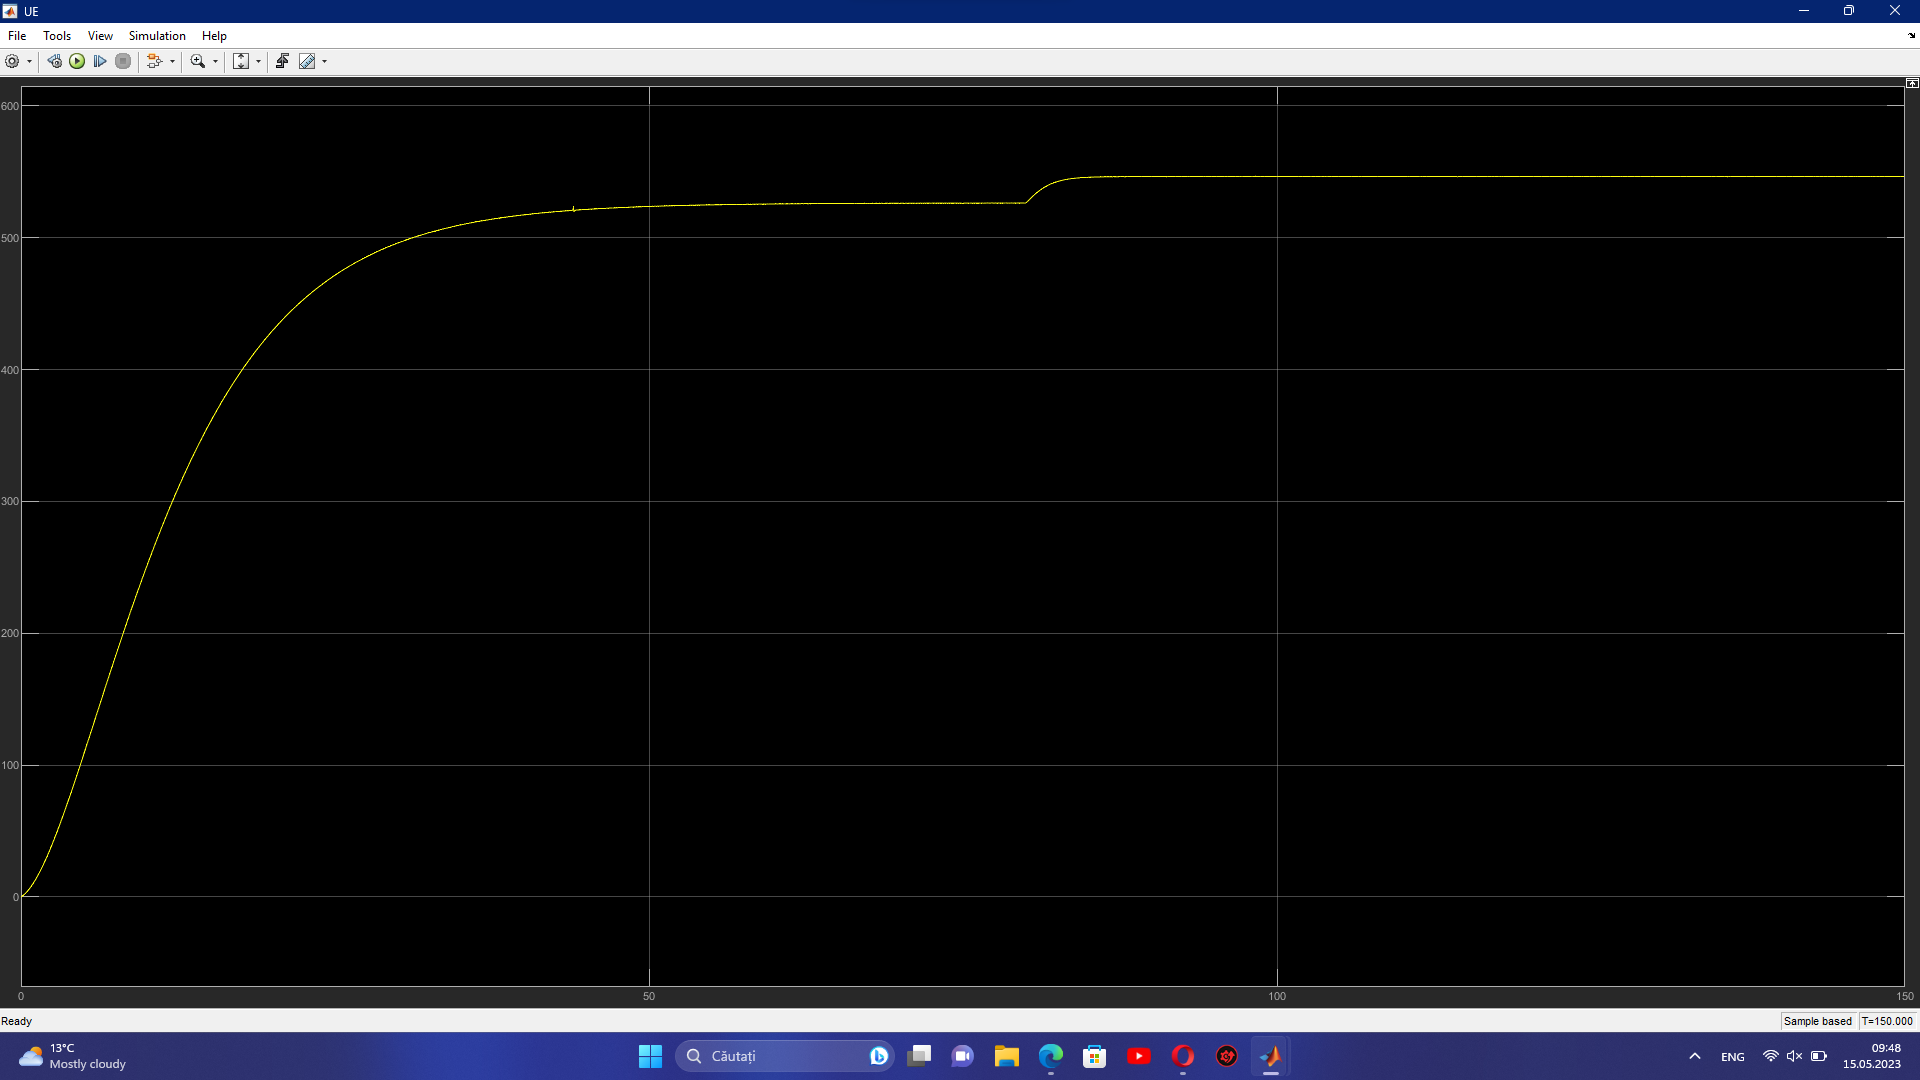 UE
File Tools View Simulation Help
600
500
400
300
200
100
0
0 50 100 150
Ready Sample based T=150.000
13°C
Mostly cloudy
Căutați
ENG
09:48
15.05.2023